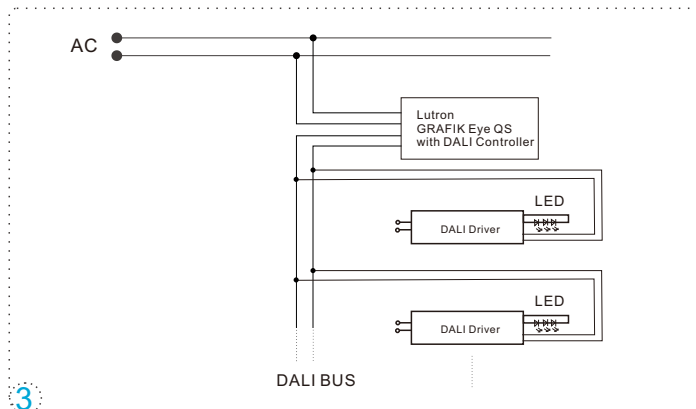 AC
Lutron
GRAFIK Eye QS
with DALI Controller
LED
DALI Driver
LED
DALI Driver
DALI BUS
3